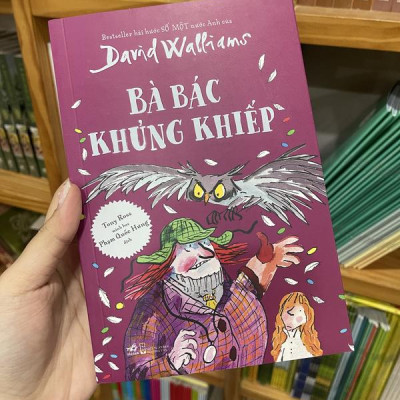 Bestseller hài hước SỐ MỘT nước Anh của
David Walliams
BÀ BÁC
KHỦNG KHIẾP
Tony Ross
minh họa
Phạm Quốc Hưng
dịch